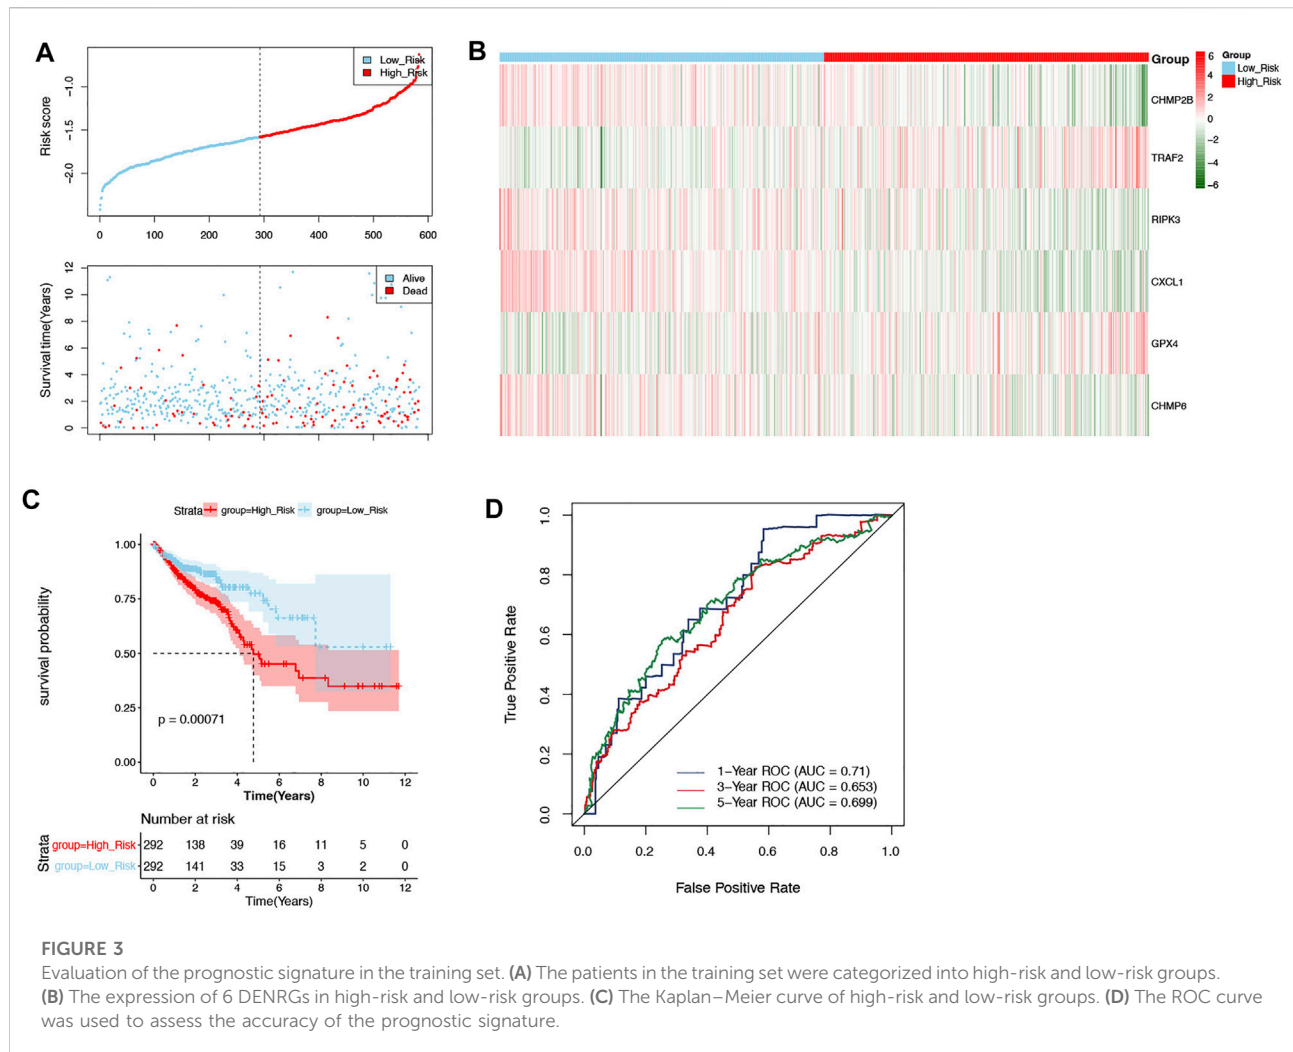 A
Low_Risk
High_Risk
Risk score
−1.0
−1.5
−2.0
0 100 200 300 400 500 600
Alive
Dead
Survival time(Years)
12
10
8
6
4
2
0
0 100 200 300 400 500 600
B
Group
CHMP2B
TRAF2
RIPK3
CXCL1
GPX4
CHMP6
6
4
2
0
−2
−4
−6
Group
Low_Risk
High_Risk
C
Strata group=High_Risk group=Low_Risk
survival probability
1.00
0.75
0.50
0.25
0.00
p = 0.00071
0 2 4 6 8 10 12
Time(Years)
Number at risk
Strata
group=High_Risk 292 138 39 16 11 5 0
group=Low_Risk 292 141 33 15 3 2 0
0 2 4 6 8 10 12
Time(Years)
D
True Positive Rate
1.0
0.8
0.6
0.4
0.2
0.0
1−Year ROC (AUC = 0.71)
3−Year ROC (AUC = 0.653)
5−Year ROC (AUC = 0.699)
0.0 0.2 0.4 0.6 0.8 1.0
False Positive Rate
FIGURE 3
Evaluation of the prognostic signature in the training set. (A) The patients in the training set were categorized into high-risk and low-risk groups.
(B) The expression of 6 DENRGs in high-risk and low-risk groups. (C) The Kaplan–Meier curve of high-risk and low-risk groups. (D) The ROC curve
was used to assess the accuracy of the prognostic signature.